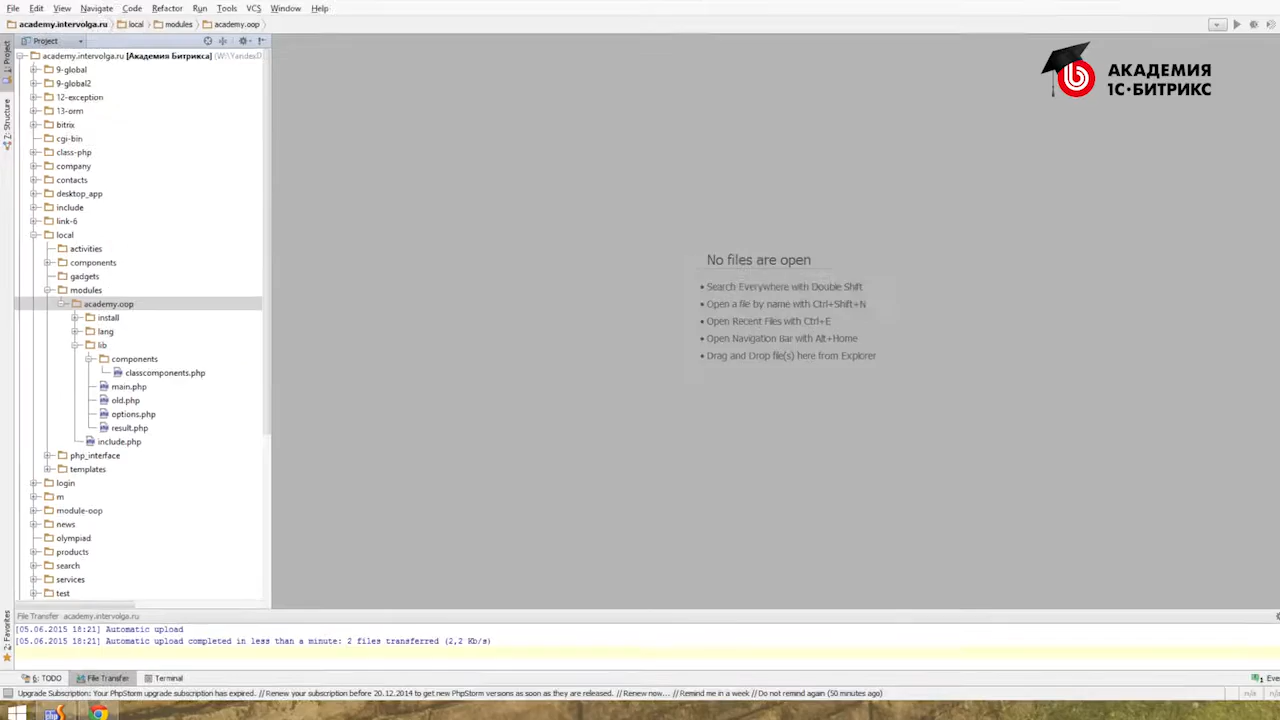 File Edit View Navigate Code Refactor Run Tools VCS Window Help
academy.intervolga.ru local modules academy.oop
Project
1: Project
Z: Structure
2: Favorites
academy.intervolga.ru [Академия Битрикса] (W:\YandexD
9-global
9-global2
12-exception
13-orm
bitrix
cgi-bin
class-php
company
contacts
desktop_app
include
link-6
local
activities
components
gadgets
modules
academy.oop
install
lang
lib
components
classcomponents.php
main.php
old.php
options.php
result.php
include.php
php_interface
templates
login
m
module-oop
news
olympiad
products
search
services
test
АКАДЕМИЯ
1С-БИТРИКС
No files are open
• Search Everywhere with Double Shift
• Open a file by name with Ctrl+Shift+N
• Open Recent Files with Ctrl+E
• Open Navigation Bar with Alt+Home
• Drag and Drop file(s) here from Explorer
File Transfer academy.intervolga.ru
[05.06.2015 18:21] Automatic upload
[05.06.2015 18:21] Automatic upload completed in less than a minute: 2 files transferred (2,2 Kb/s)
6: TODO File Transfer Terminal 1 Eve
Upgrade Subscription: Your PhpStorm upgrade subscription has expired. // Renew your subscription before 20.12.2014 to get new PhpStorm versions as soon as they are released. // Renew now... // Remind me in a week // Do not remind again (50 minutes ago) n/a